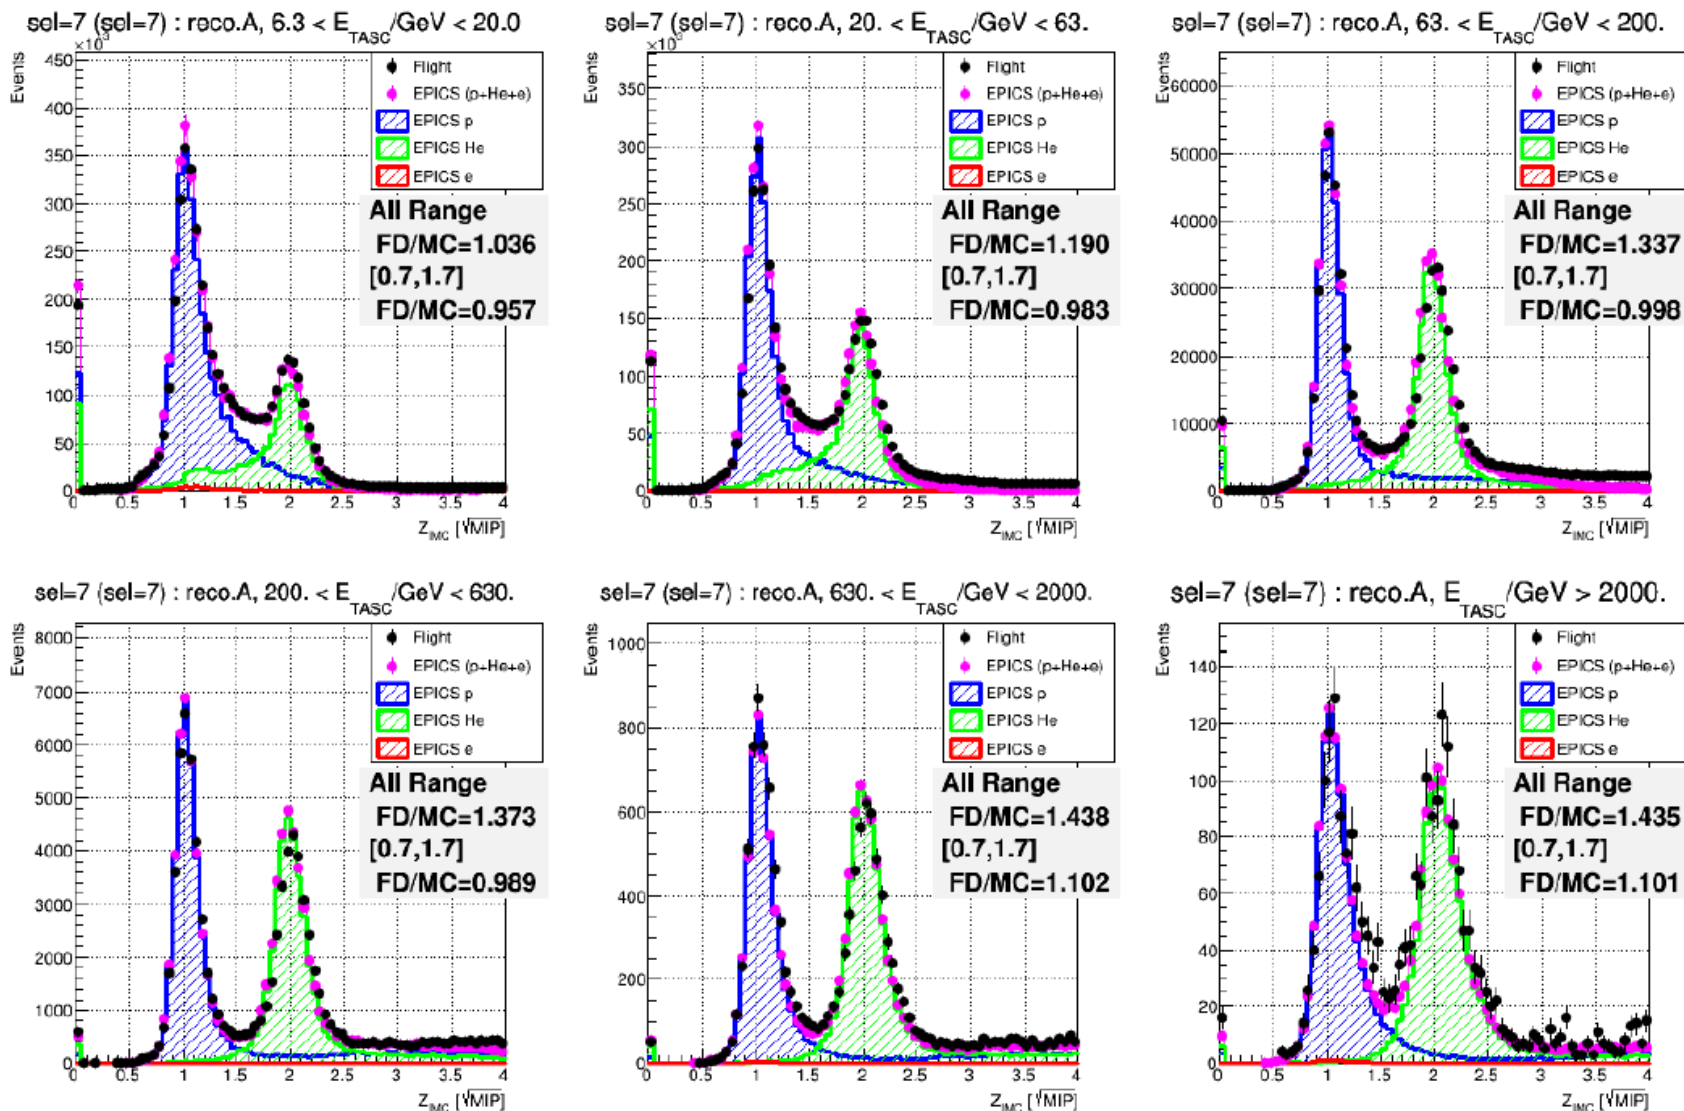 sel=7 (sel=7) : reco.A, 6.3 < E_TASC/GeV < 20.0
×10³
Events
450
400
350
300
250
200
150
100
50
0
0 0.5 1 1.5 2 2.5 3 3.5 4
Z_IMC [√MIP]
Flight
EPICS (p+He+e)
EPICS p
EPICS He
EPICS e
All Range
FD/MC=1.036
[0.7,1.7]
FD/MC=0.957
sel=7 (sel=7) : reco.A, 20. < E_TASC/GeV < 63.
×10³
Events
350
300
250
200
150
100
50
0
0 0.5 1 1.5 2 2.5 3 3.5 4
Z_IMC [√MIP]
Flight
EPICS (p+He+e)
EPICS p
EPICS He
EPICS e
All Range
FD/MC=1.190
[0.7,1.7]
FD/MC=0.983
sel=7 (sel=7) : reco.A, 63. < E_TASC/GeV < 200.
Events
60000
50000
40000
30000
20000
10000
0
0 0.5 1 1.5 2 2.5 3 3.5 4
Z_IMC [√MIP]
Flight
EPICS (p+He+e)
EPICS p
EPICS He
EPICS e
All Range
FD/MC=1.337
[0.7,1.7]
FD/MC=0.998
sel=7 (sel=7) : reco.A, 200. < E_TASC/GeV < 630.
Events
8000
7000
6000
5000
4000
3000
2000
1000
0
0 0.5 1 1.5 2 2.5 3 3.5 4
Z_IMC [√MIP]
Flight
EPICS (p+He+e)
EPICS p
EPICS He
EPICS e
All Range
FD/MC=1.373
[0.7,1.7]
FD/MC=0.989
sel=7 (sel=7) : reco.A, 630. < E_TASC/GeV < 2000.
Events
1000
800
600
400
200
0
0 0.5 1 1.5 2 2.5 3 3.5 4
Z_IMC [√MIP]
Flight
EPICS (p+He+e)
EPICS p
EPICS He
EPICS e
All Range
FD/MC=1.438
[0.7,1.7]
FD/MC=1.102
sel=7 (sel=7) : reco.A, E_TASC/GeV > 2000.
Events
140
120
100
80
60
40
20
0
0 0.5 1 1.5 2 2.5 3 3.5 4
Z_IMC [√MIP]
Flight
EPICS (p+He+e)
EPICS p
EPICS He
EPICS e
All Range
FD/MC=1.435
[0.7,1.7]
FD/MC=1.101